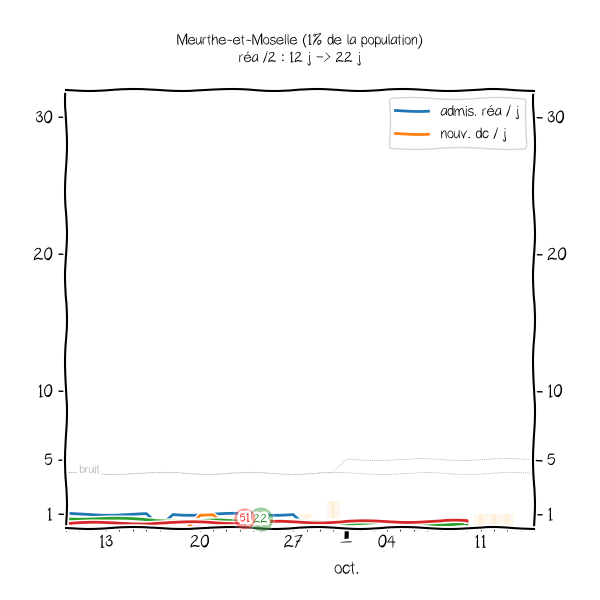 Meurthe-et-Moselle (1% de la population)
réa /2 : 12 j -> 22 j
admis. réa / j
nouv. dc / j
30
30
20
20
10
10
5
5
bruit
1
51
22
1
13
20
27
04
11
oct.